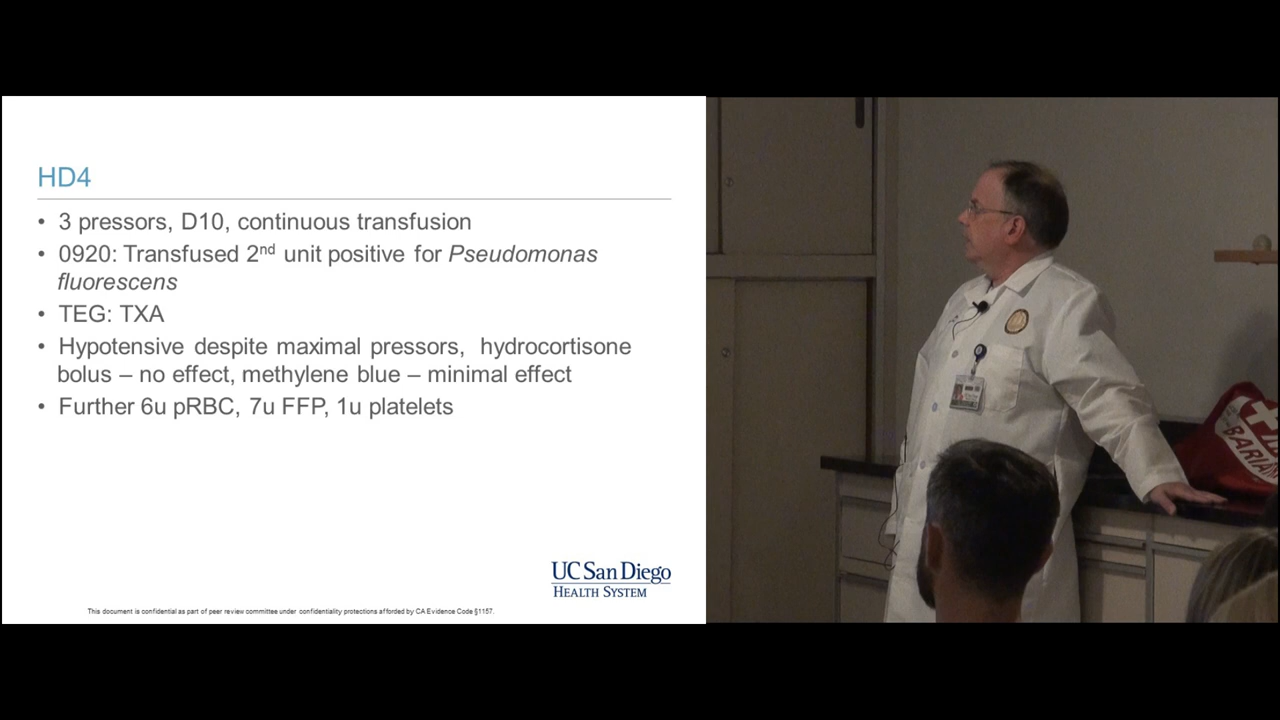 HD4
• 3 pressors, D10, continuous transfusion
• 0920: Transfused 2nd unit positive for Pseudomonas
fluorescens
• TEG: TXA
• Hypotensive despite maximal pressors, hydrocortisone
bolus – no effect, methylene blue – minimal effect
• Further 6u pRBC, 7u FFP, 1u platelets
UC San Diego
HEALTH SYSTEM
This document is confidential as part of peer review committee under confidentiality protections afforded by CA Evidence Code §1157.